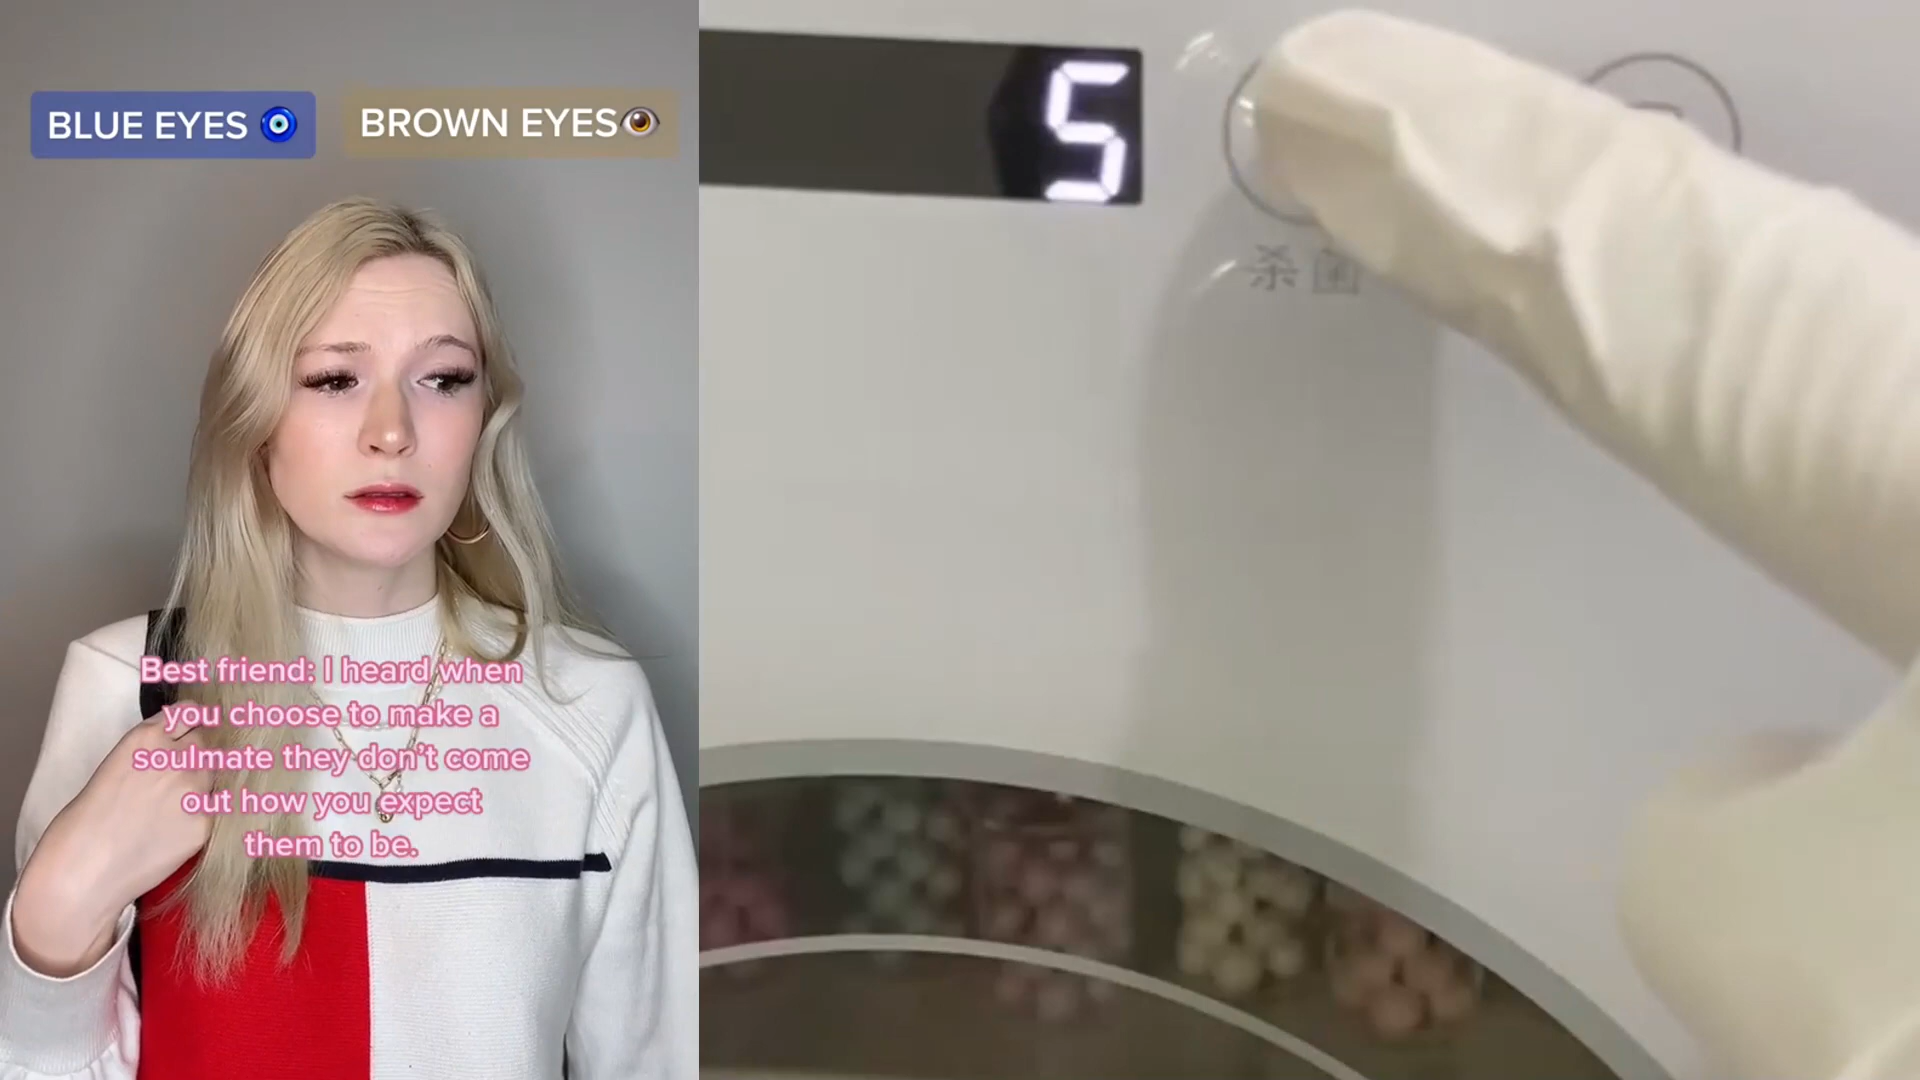 BLUE EYES 🧿
BROWN EYES👁️
Best friend: I heard when
you choose to make a
soulmate they don't come
out how you expect
them to be.
5
杀菌